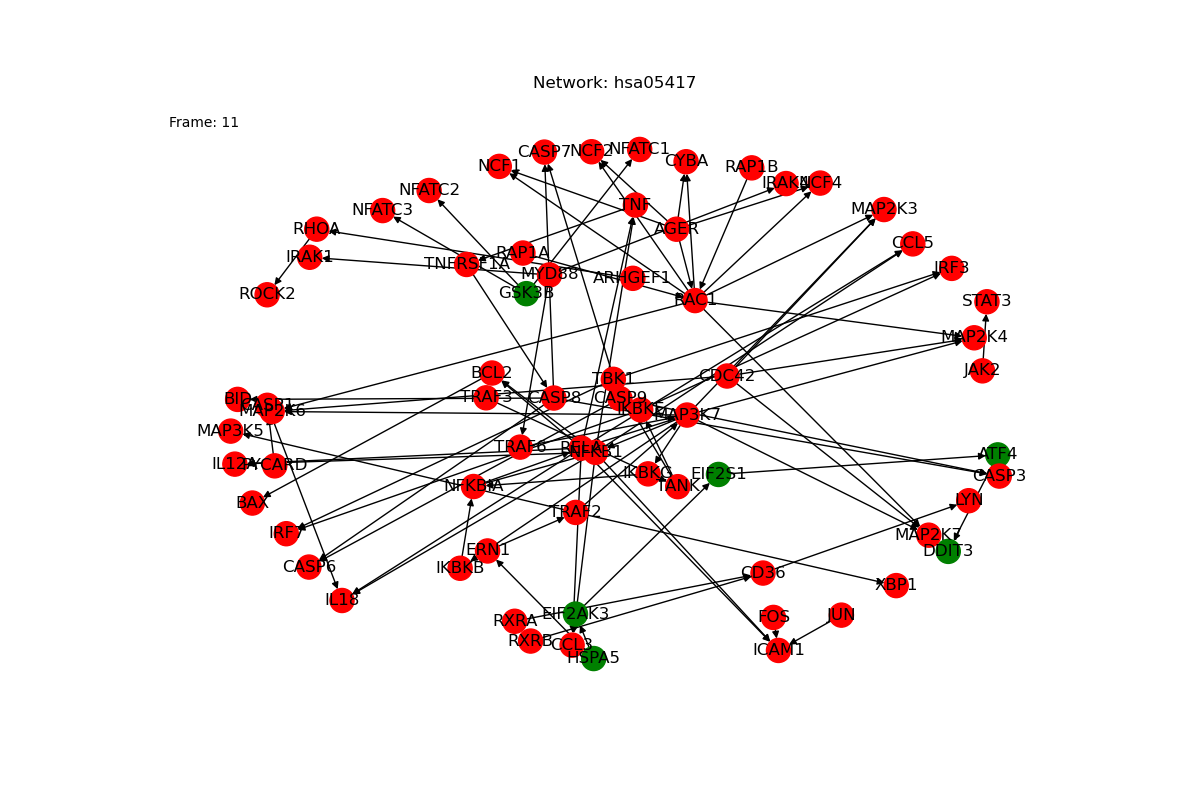 Network: hsa05417
Frame: 11
CASP7
NCF2
NFATC1
NCF1
CYBA
RAP1B
IRAK4
NCF4
NFATC2
NFATC3
TNF
MAP2K3
RHOA
AGER
CCL5
IRAK1
RAP1A
TNFRSF1A
MYD88
ARHGEF1
IRF3
ROCK2
GSK3B
RAC1
STAT3
MAP2K4
JAK2
BCL2
TBK1
CDC42
BID
CASP1
MAP2K6
TRAF3
CASP8
CASP9
IKBKE
MAP3K7
MAP3K5
TRAF6
RELA
NFKB1
ATF4
IL12A
PYCARD
IKBKG
EIF2S1
CASP3
NFKBIA
TANK
BAX
LYN
TRAF2
IRF7
MAP2K7
ERN1
DDIT3
CASP6
IKBKB
CD36
XBP1
IL18
EIF2AK3
RXRA
FOS
JUN
RXRB
CCL3
HSPA5
ICAM1